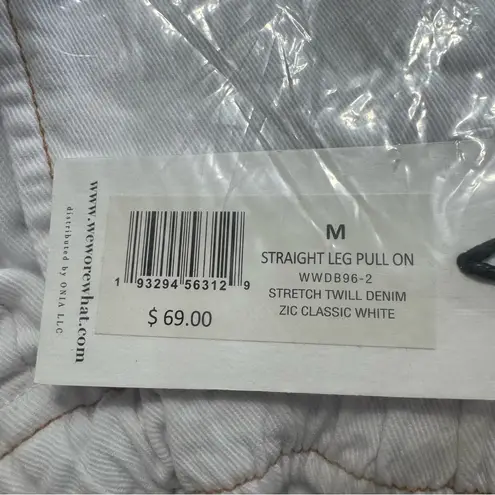 www.weworewhat.com
distributed by ONIA LLC
M
STRAIGHT LEG PULL ON
WWDB96-2
STRETCH TWILL DENIM
ZIC CLASSIC WHITE
1 93294 56312 9
$ 69.00